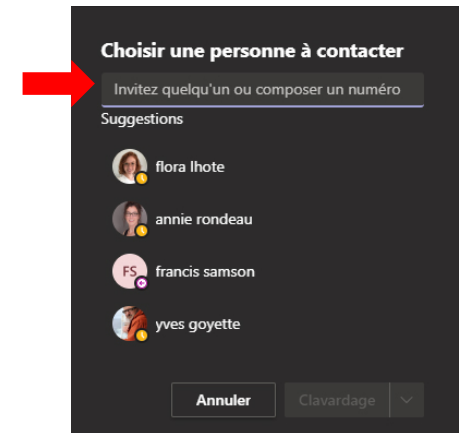 Choisir une personne à contacter
Invitez quelqu'un ou composer un numéro
Suggestions
flora lhote
annie rondeau
FS francis samson
yves goyette
Annuler Clavardage